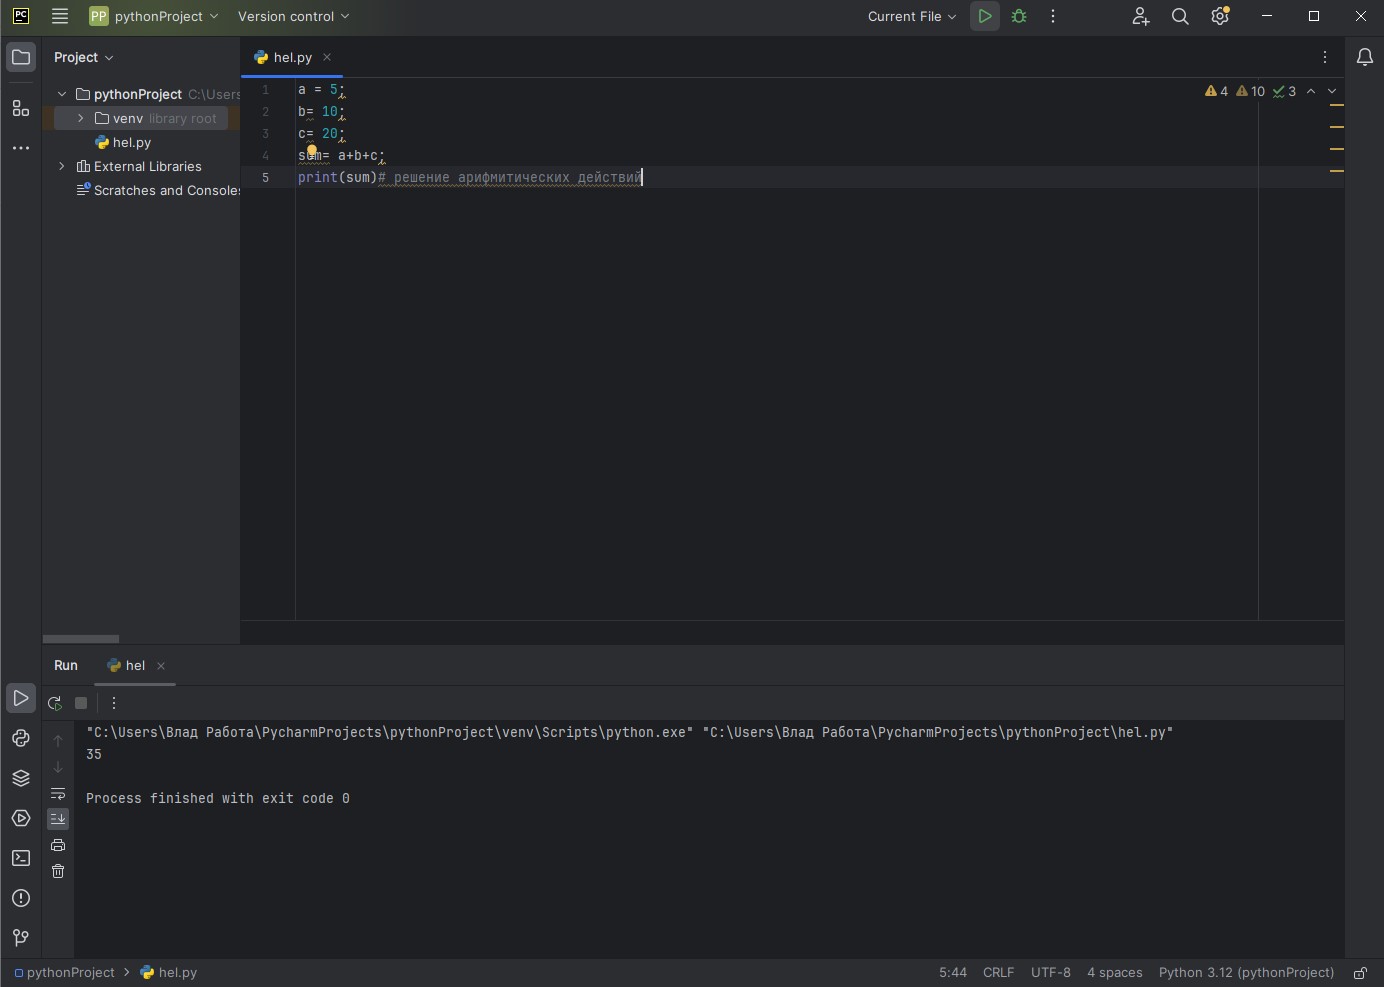 PC PP pythonProject Version control Current File
Project hel.py
pythonProject C:\Users
venv library root
hel.py
External Libraries
Scratches and Consoles
1 a = 5; 4 10 3
2 b= 10;
3 c= 20;
4 sum= a+b+c;
5 print(sum)# решение арифмитических действий
Run hel
"C:\Users\Влад Работа\PycharmProjects\pythonProject\venv\Scripts\python.exe" "C:\Users\Влад Работа\PycharmProjects\pythonProject\hel.py"
35
Process finished with exit code 0
pythonProject hel.py 5:44 CRLF UTF-8 4 spaces Python 3.12 (pythonProject)